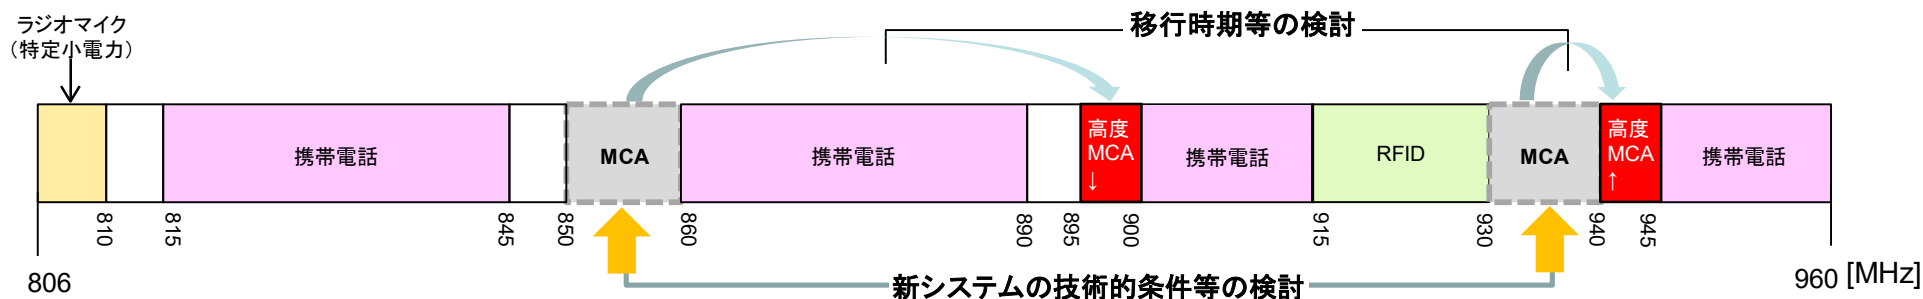 ラジオマイク
（特定小電力）
移行時期等の検討
携帯電話
MCA
携帯電話
高度
MCA
↓
携帯電話
RFID
MCA
高度
MCA
↑
携帯電話
806
810
815
845
850
860
890
895
900
915
930
940
945
960 [MHz]
新システムの技術的条件等の検討